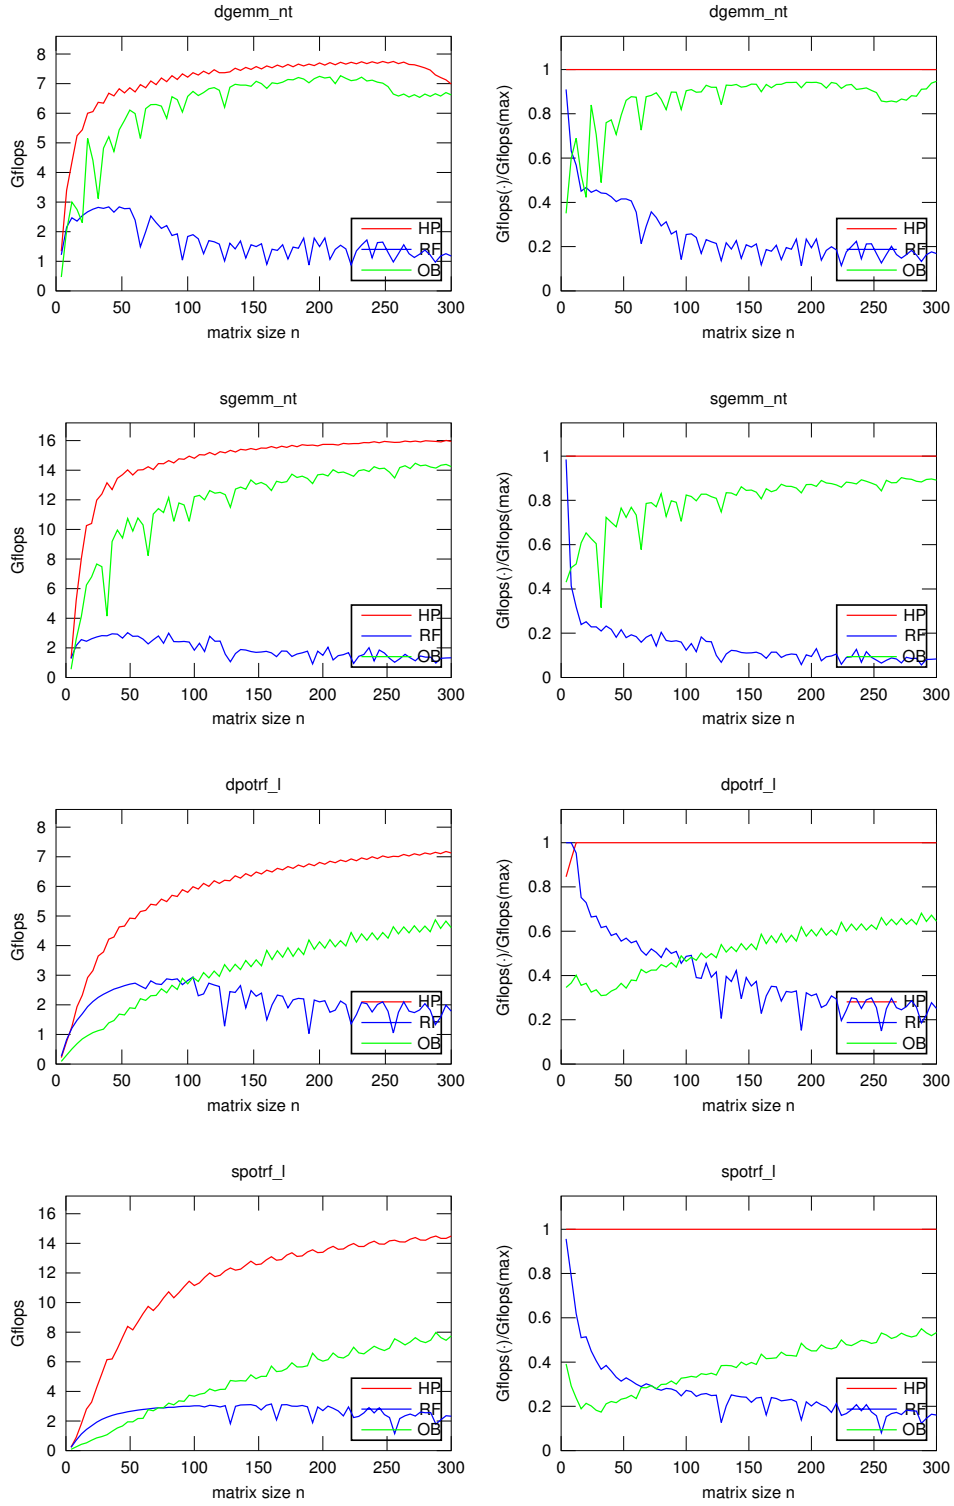 dgemm_nt
Gflops
8
7
6
5
4
3
2
1
0
0 50 100 150 200 250 300
matrix size n
HP
RF
OB
dgemm_nt
Gflops(·)/Gflops(max)
1
0.8
0.6
0.4
0.2
0
0 50 100 150 200 250 300
matrix size n
HP
RF
OB
sgemm_nt
Gflops
16
14
12
10
8
6
4
2
0
0 50 100 150 200 250 300
matrix size n
HP
RF
OB
sgemm_nt
Gflops(·)/Gflops(max)
1
0.8
0.6
0.4
0.2
0
0 50 100 150 200 250 300
matrix size n
HP
RF
OB
dpotrf_l
Gflops
8
7
6
5
4
3
2
1
0
0 50 100 150 200 250 300
matrix size n
HP
RF
OB
dpotrf_l
Gflops(·)/Gflops(max)
1
0.8
0.6
0.4
0.2
0
0 50 100 150 200 250 300
matrix size n
HP
RF
OB
spotrf_l
Gflops
16
14
12
10
8
6
4
2
0
0 50 100 150 200 250 300
matrix size n
HP
RF
OB
spotrf_l
Gflops(·)/Gflops(max)
1
0.8
0.6
0.4
0.2
0
0 50 100 150 200 250 300
matrix size n
HP
RF
OB